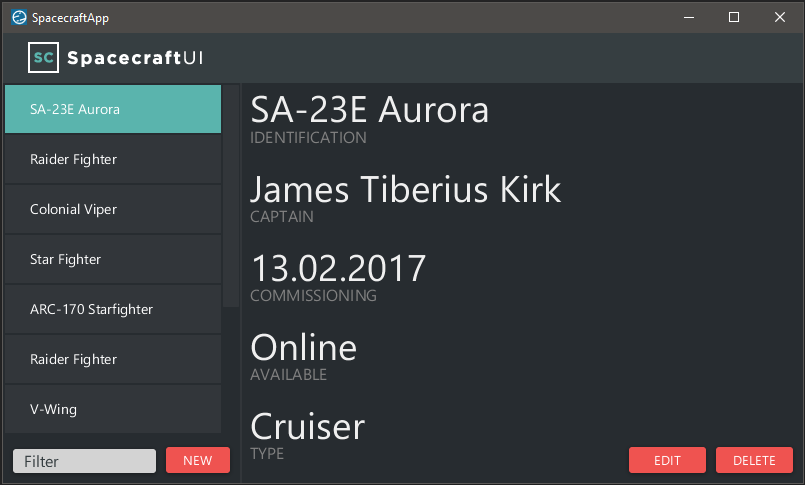 SpacecraftApp
SC SpacecraftUI
SA-23E Aurora
Raider Fighter
Colonial Viper
Star Fighter
ARC-170 Starfighter
Raider Fighter
V-Wing
Filter
NEW
SA-23E Aurora
IDENTIFICATION
James Tiberius Kirk
CAPTAIN
13.02.2017
COMMISSIONING
Online
AVAILABLE
Cruiser
TYPE
EDIT
DELETE